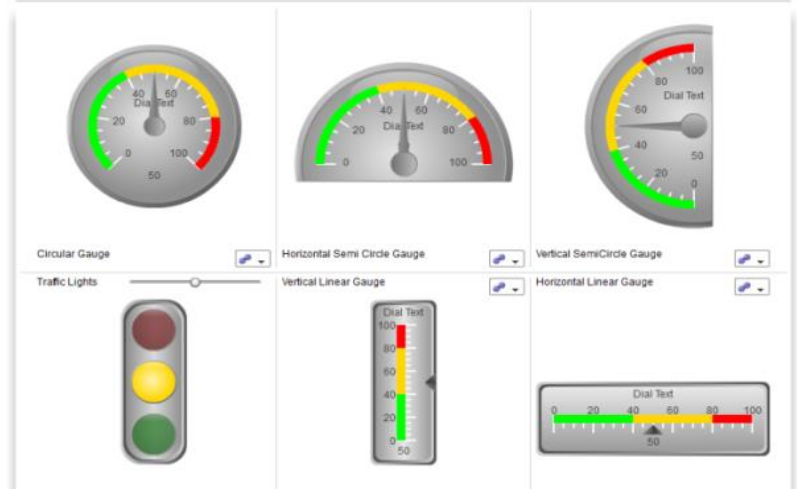 40 60
Dial Text
20 80
0 100
50
Circular Gauge
40 60
Dial Text
20 80
0 100
Horizontal Semi Circle Gauge
100
80
Dial Text
60
40
50
20
0
Vertical SemiCircle Gauge
Traffic Lights
Vertical Linear Gauge
Dial Text
100
80
60
40
20
0
50
Horizontal Linear Gauge
Dial Text
0 20 40 60 80 100
50